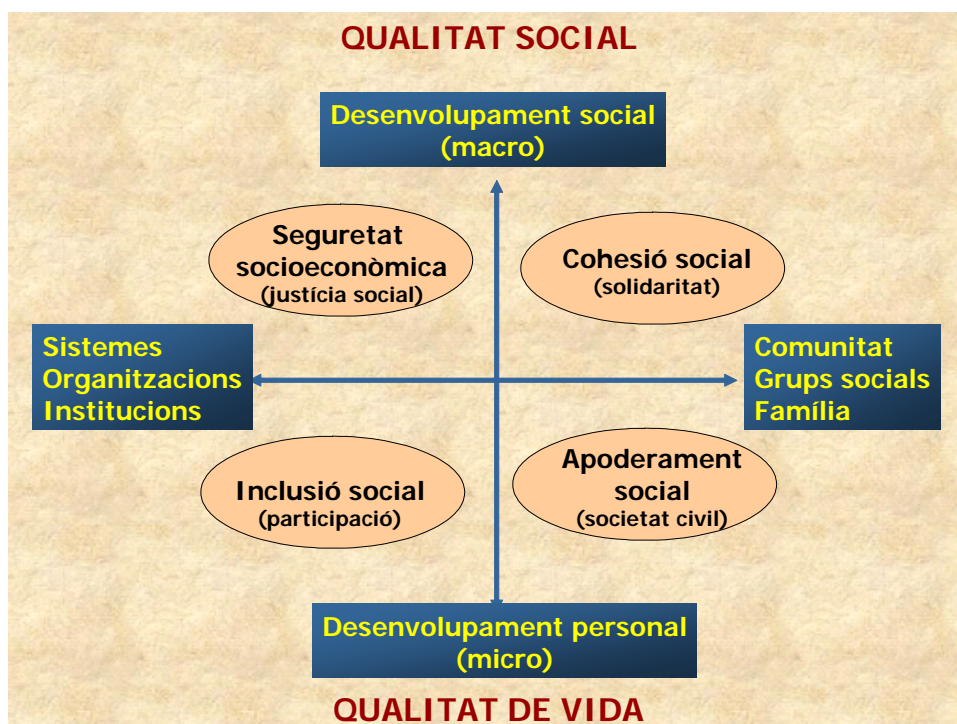 QUALITAT SOCIAL
Desenvolupament social
(macro)
Seguretat
socioeconòmica
(justícia social)
Cohesió social
(solidaritat)
Sistemes
Organitzacions
Institucions
Comunitat
Grups socials
Família
Inclusió social
(participació)
Apoderament
social
(societat civil)
Desenvolupament personal
(micro)
QUALITAT DE VIDA